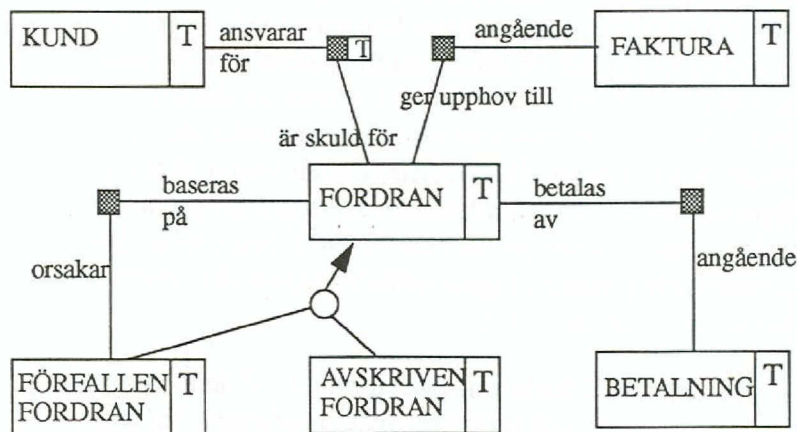 KUND
T
ansvarar
för
T
angående
FAKTURA
T
ger upphov till
är skuld för
baseras
på
FORDRAN
T
betalas
av
orsakar
angående
FÖRFALLEN
FORDRAN
T
AVSKRIVEN
FORDRAN
T
BETALNING
T